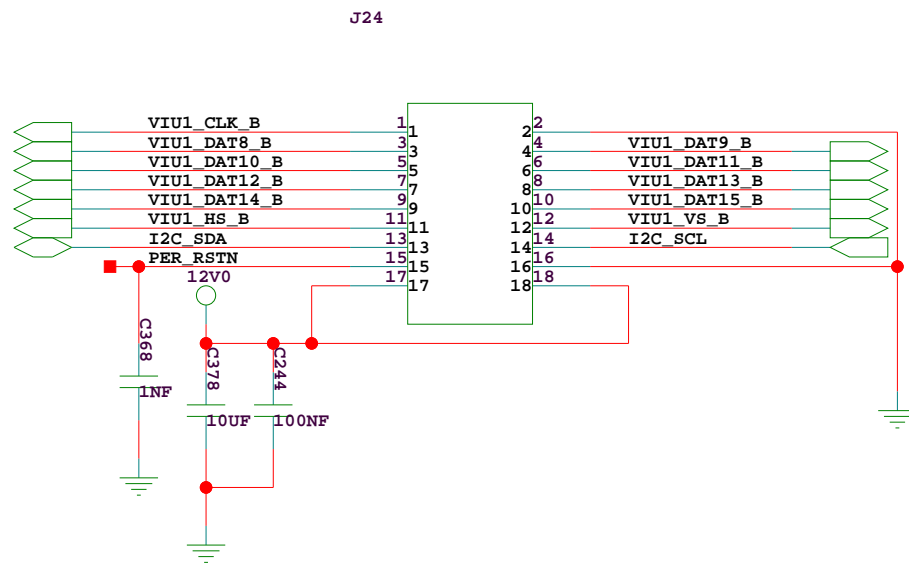 J24
VIU1_CLK_B 1 1 2 2
VIU1_DAT8_B 3 3 4 4 VIU1_DAT9_B
VIU1_DAT10_B 5 5 6 6 VIU1_DAT11_B
VIU1_DAT12_B 7 7 8 8 VIU1_DAT13_B
VIU1_DAT14_B 9 9 10 10 VIU1_DAT15_B
VIU1_HS_B 11 11 12 12 VIU1_VS_B
I2C_SDA 13 13 14 14 I2C_SCL
PER_RSTN 15 15 16 16
12V0 17 17 18 18
C368 C378 C244
1NF 10UF 100NF